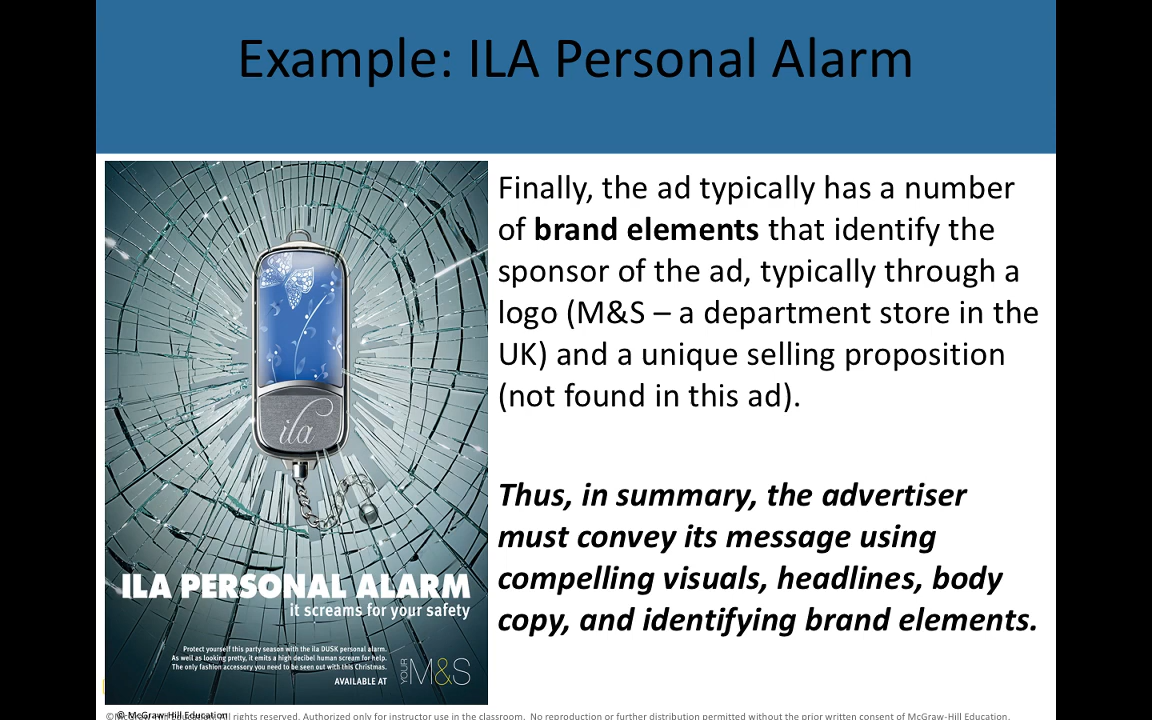 Example: ILA Personal Alarm
ila
ILA PERSONAL ALARM
it screams for your safety
Protect yourself this party season with the ila DUSK personal alarm.
As well as looking pretty, it emits a high decibel human scream for help.
The only fashion accessory you need to be seen out with this Christmas.
AVAILABLE AT
YOUR M&S
Finally, the ad typically has a number
of brand elements that identify the
sponsor of the ad, typically through a
logo (M&S – a department store in the
UK) and a unique selling proposition
(not found in this ad).
Thus, in summary, the advertiser
must convey its message using
compelling visuals, headlines, body
copy, and identifying brand elements.
© McGraw-Hill Education
©McGraw-Hill Education. All rights reserved. Authorized only for instructor use in the classroom. No reproduction or further distribution permitted without the prior written consent of McGraw-Hill Education.